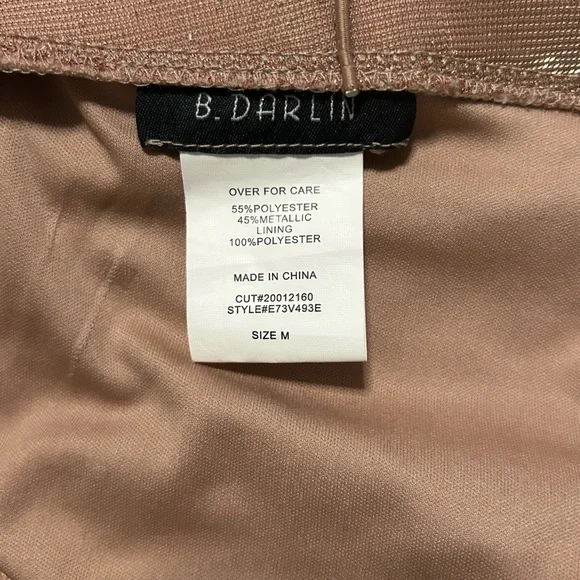 B. DARLIN
OVER FOR CARE
55%POLYESTER
45%METALLIC
LINING
100%POLYESTER
MADE IN CHINA
CUT#20012160
STYLE#E73V493E
SIZE M